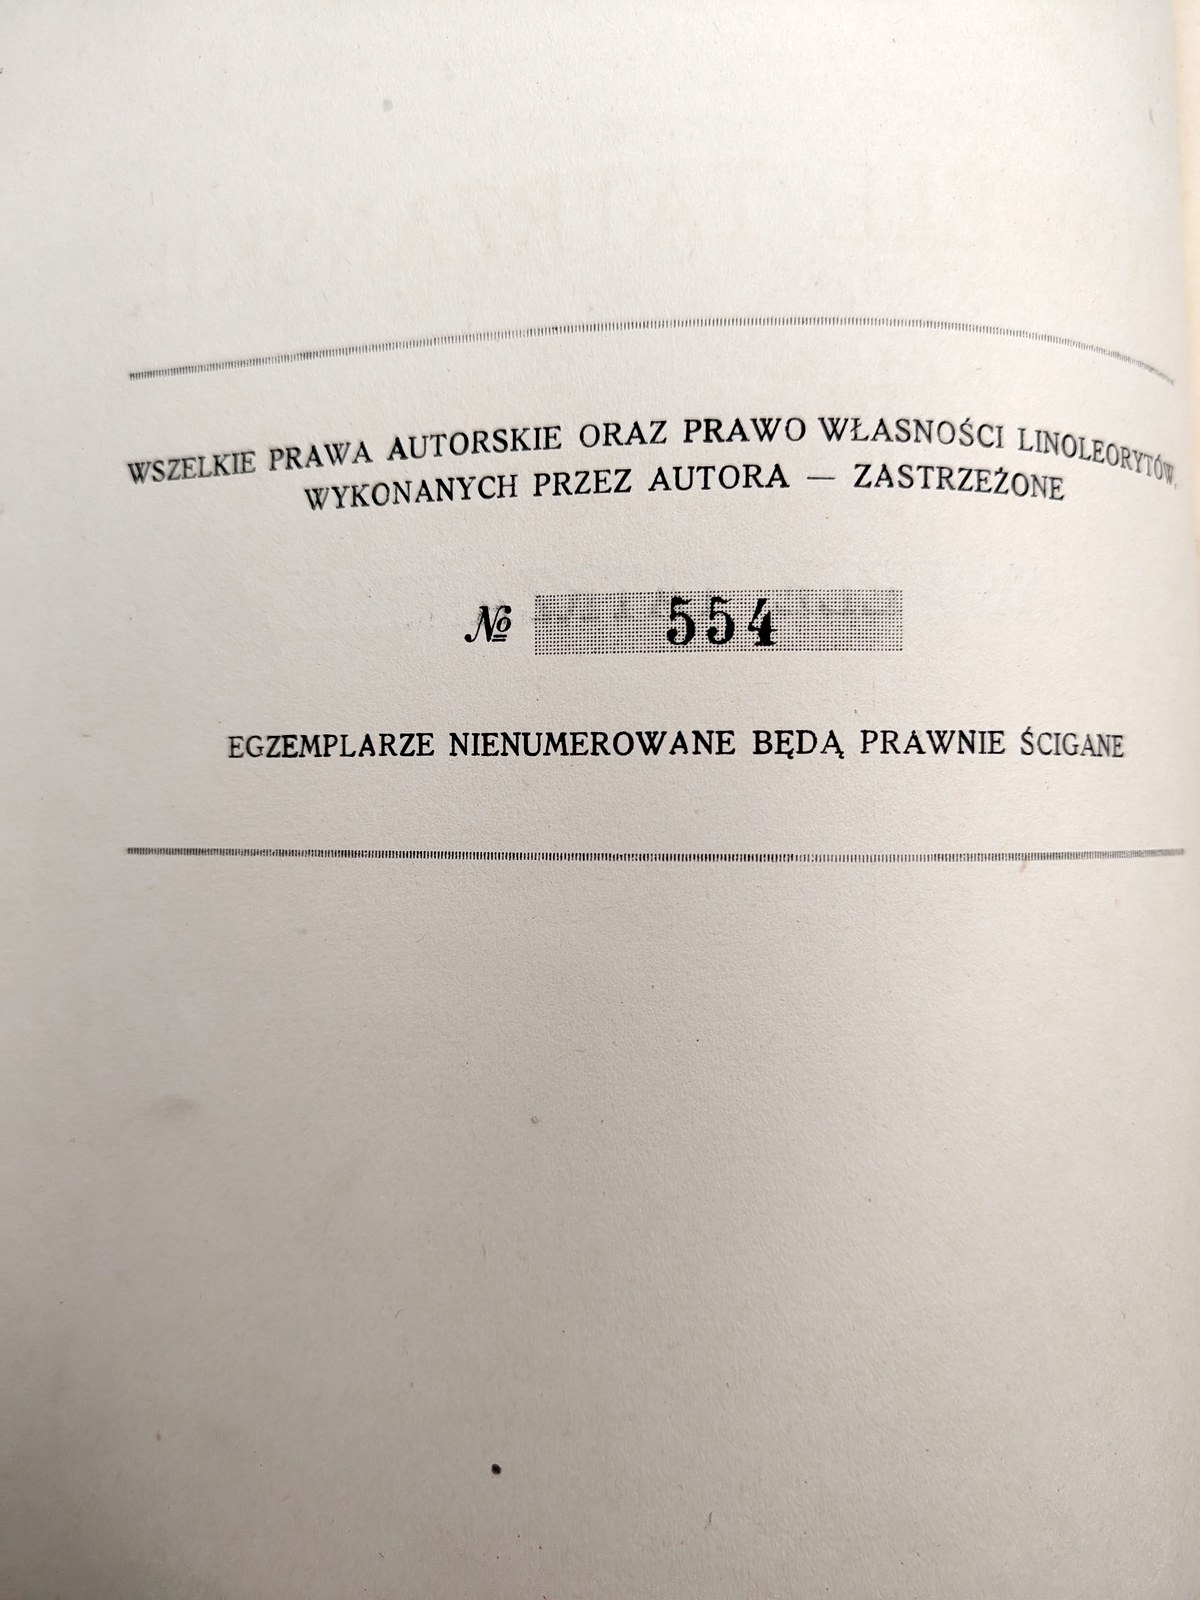 WSZELKIE PRAWA AUTORSKIE ORAZ PRAWO WŁASNOŚCI LINOLEORYTÓW,
WYKONANYCH PRZEZ AUTORA — ZASTRZEŻONE
№ 554
EGZEMPLARZE NIENUMEROWANE BĘDĄ PRAWNIE ŚCIGANE